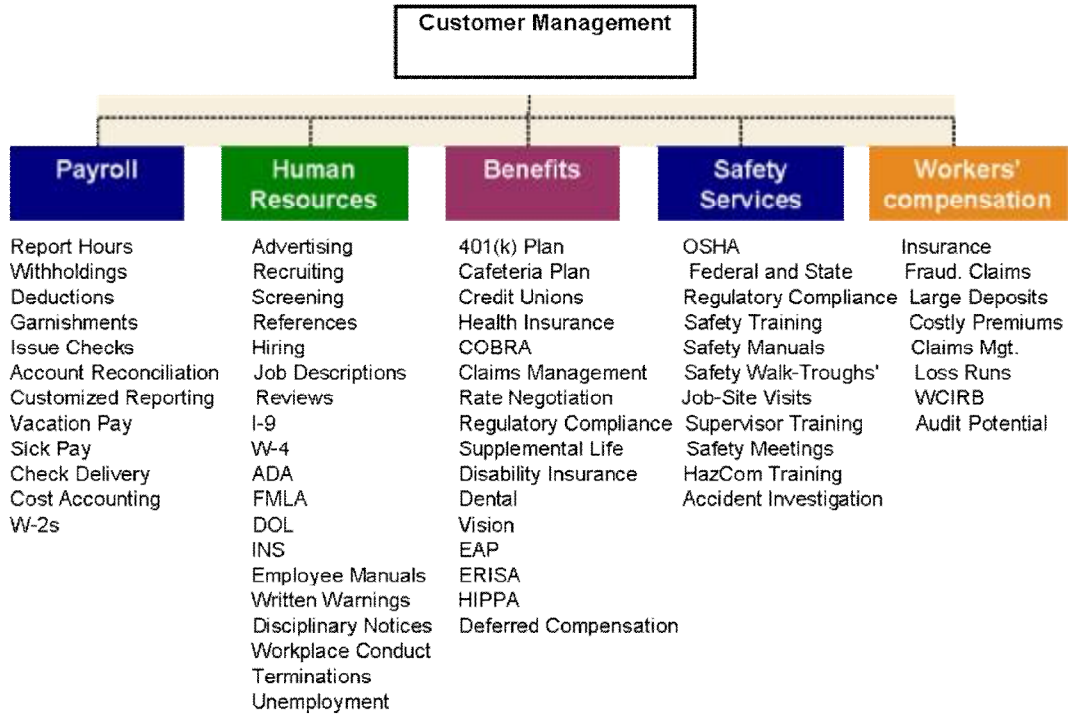 Customer Management
Payroll
Report Hours
Withholdings
Deductions
Garnishments
Issue Checks
Account Reconciliation
Customized Reporting
Vacation Pay
Sick Pay
Check Delivery
Cost Accounting
W-2s
Human
Resources
Advertising
Recruiting
Screening
References
Hiring
Job Descriptions
Reviews
I-9
W-4
ADA
FMLA
DOL
INS
Employee Manuals
Written Warnings
Disciplinary Notices
Workplace Conduct
Terminations
Unemployment
Benefits
401(k) Plan
Cafeteria Plan
Credit Unions
Health Insurance
COBRA
Claims Management
Rate Negotiation
Regulatory Compliance
Supplemental Life
Disability Insurance
Dental
Vision
EAP
ERISA
HIPPA
Deferred Compensation
Safety
Services
OSHA
Federal and State
Regulatory Compliance
Safety Training
Safety Manuals
Safety Walk-Troughs'
Job-Site Visits
Supervisor Training
Safety Meetings
HazCom Training
Accident Investigation
Workers'
compensation
Insurance
Fraud. Claims
Large Deposits
Costly Premiums
Claims Mgt.
Loss Runs
WCIRB
Audit Potential